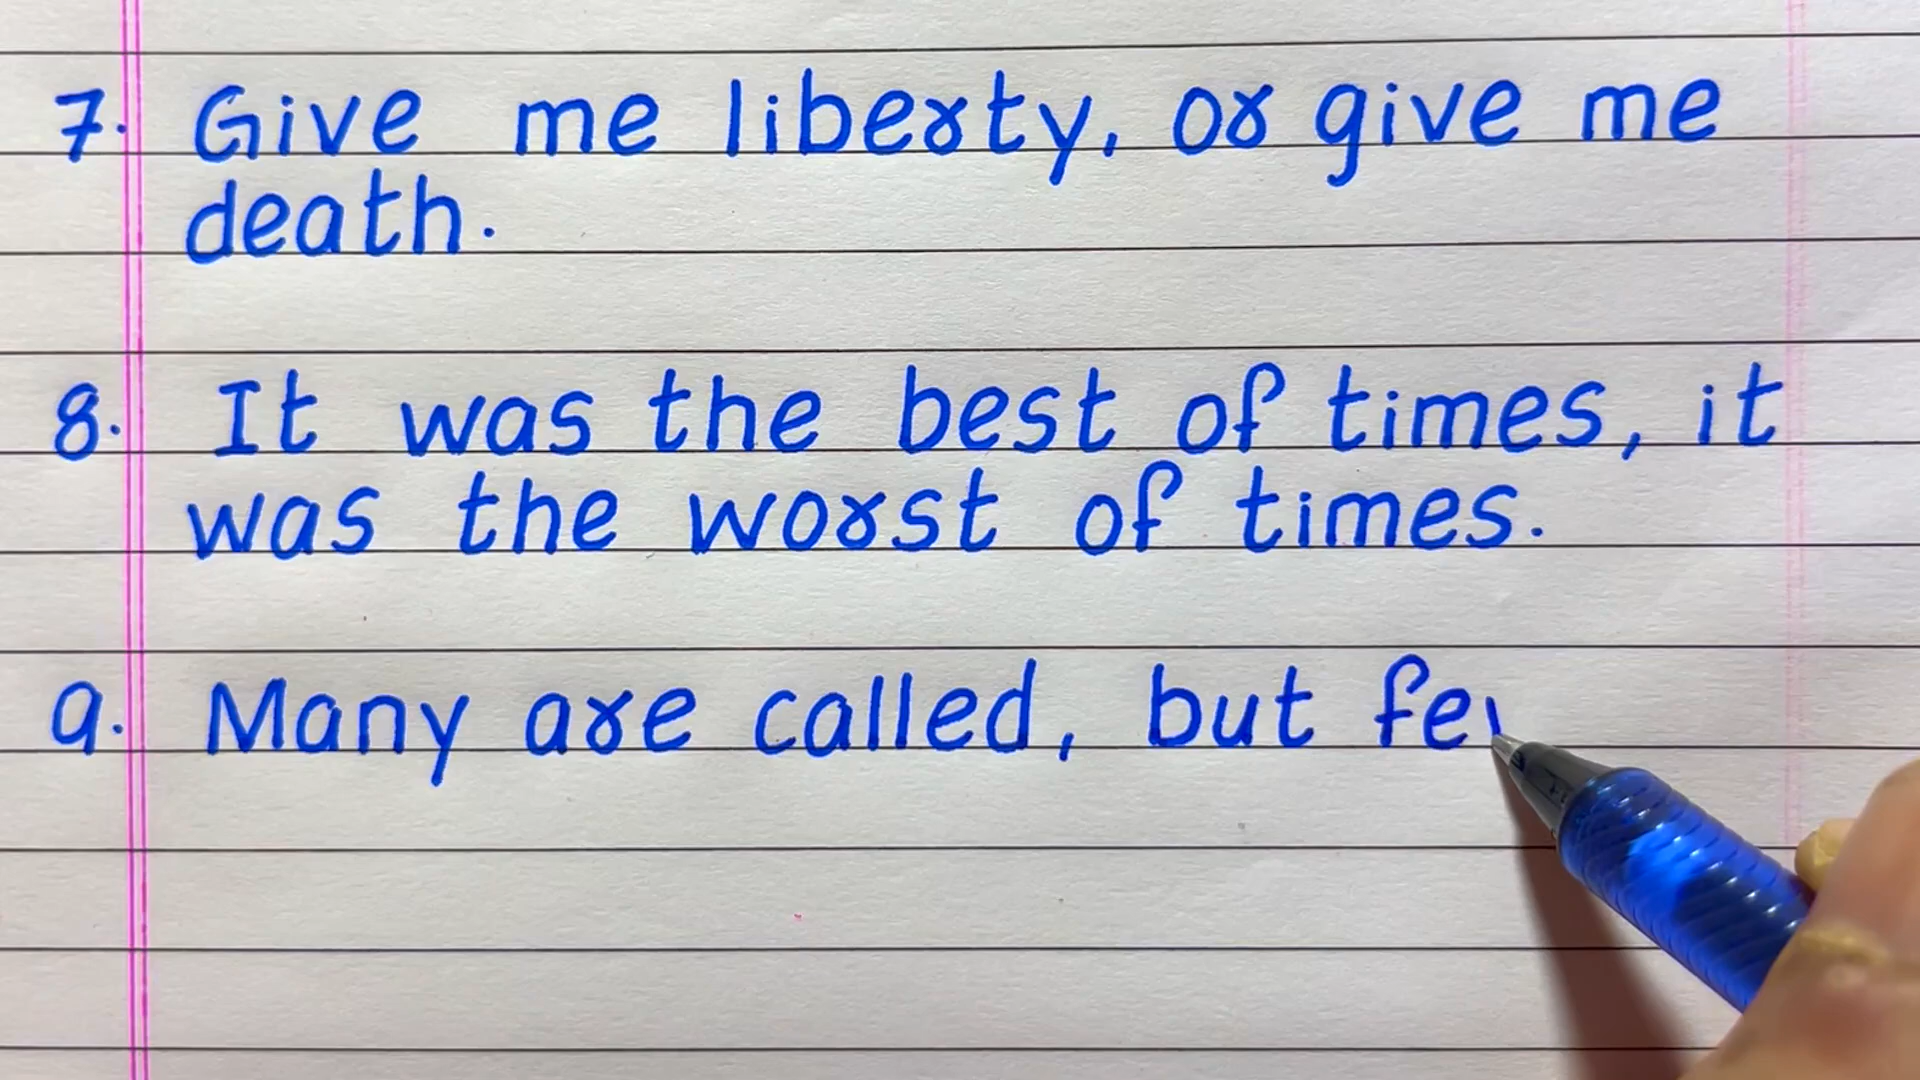 7. Give me liberty, or give me
death.
8. It was the best of times, it
was the worst of times.
9. Many are called, but